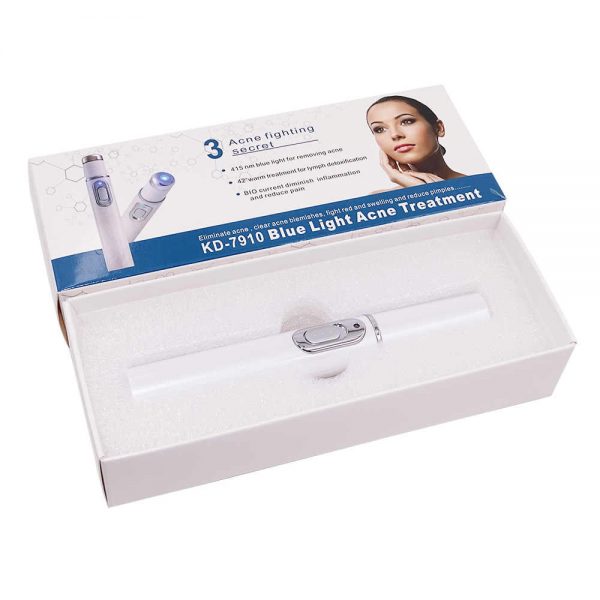 3 Acne fighting
secret
• 415 nm blue light for removing acne
• 42°warm treatment for lymph detoxification
• BIO current diminish inflammation
and reduce pain
Eliminate acne , clear acne blemishes, fight red and swelling and reduce pimples.......
KD-7910 Blue Light Acne Treatment